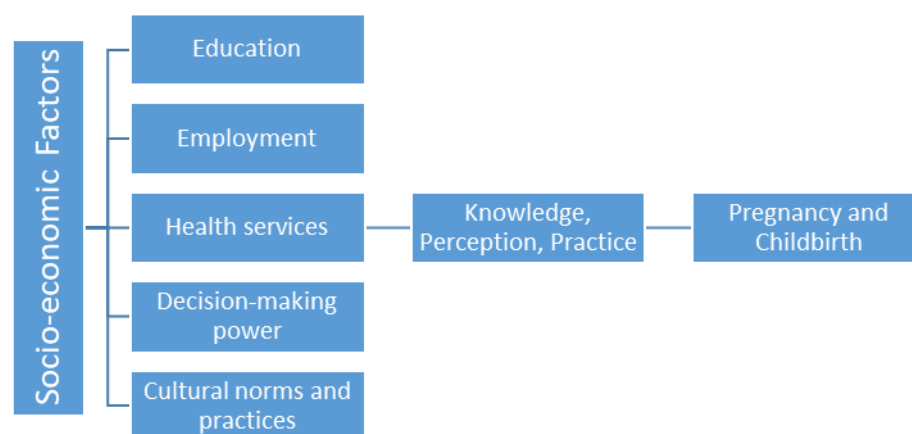 Socio-economic Factors
Education
Employment
Health services
Decision-making
power
Cultural norms and
practices
Knowledge,
Perception, Practice
Pregnancy and
Childbirth